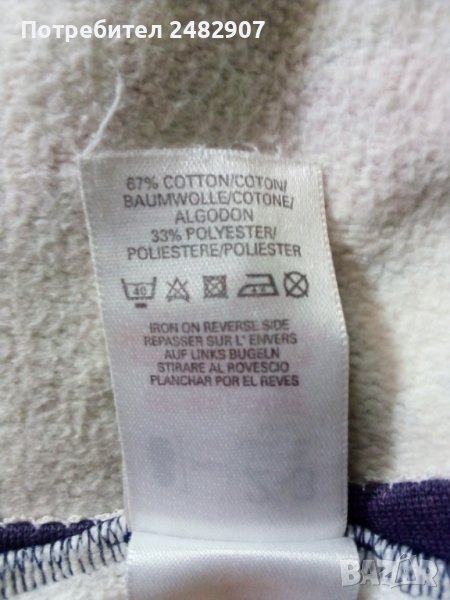 Потребител 2482907
67% COTTON/COTON/
BAUMWOLLE/COTONE/
ALGODON
33% POLYESTER/
POLIESTERE/POLIESTER
40
IRON ON REVERSE SIDE
REPASSER SUR L'ENVERS
AUF LINKS BUGELN
STIRARE AL ROVESCIO
PLANCHAR POR EL REVES
BAZAR